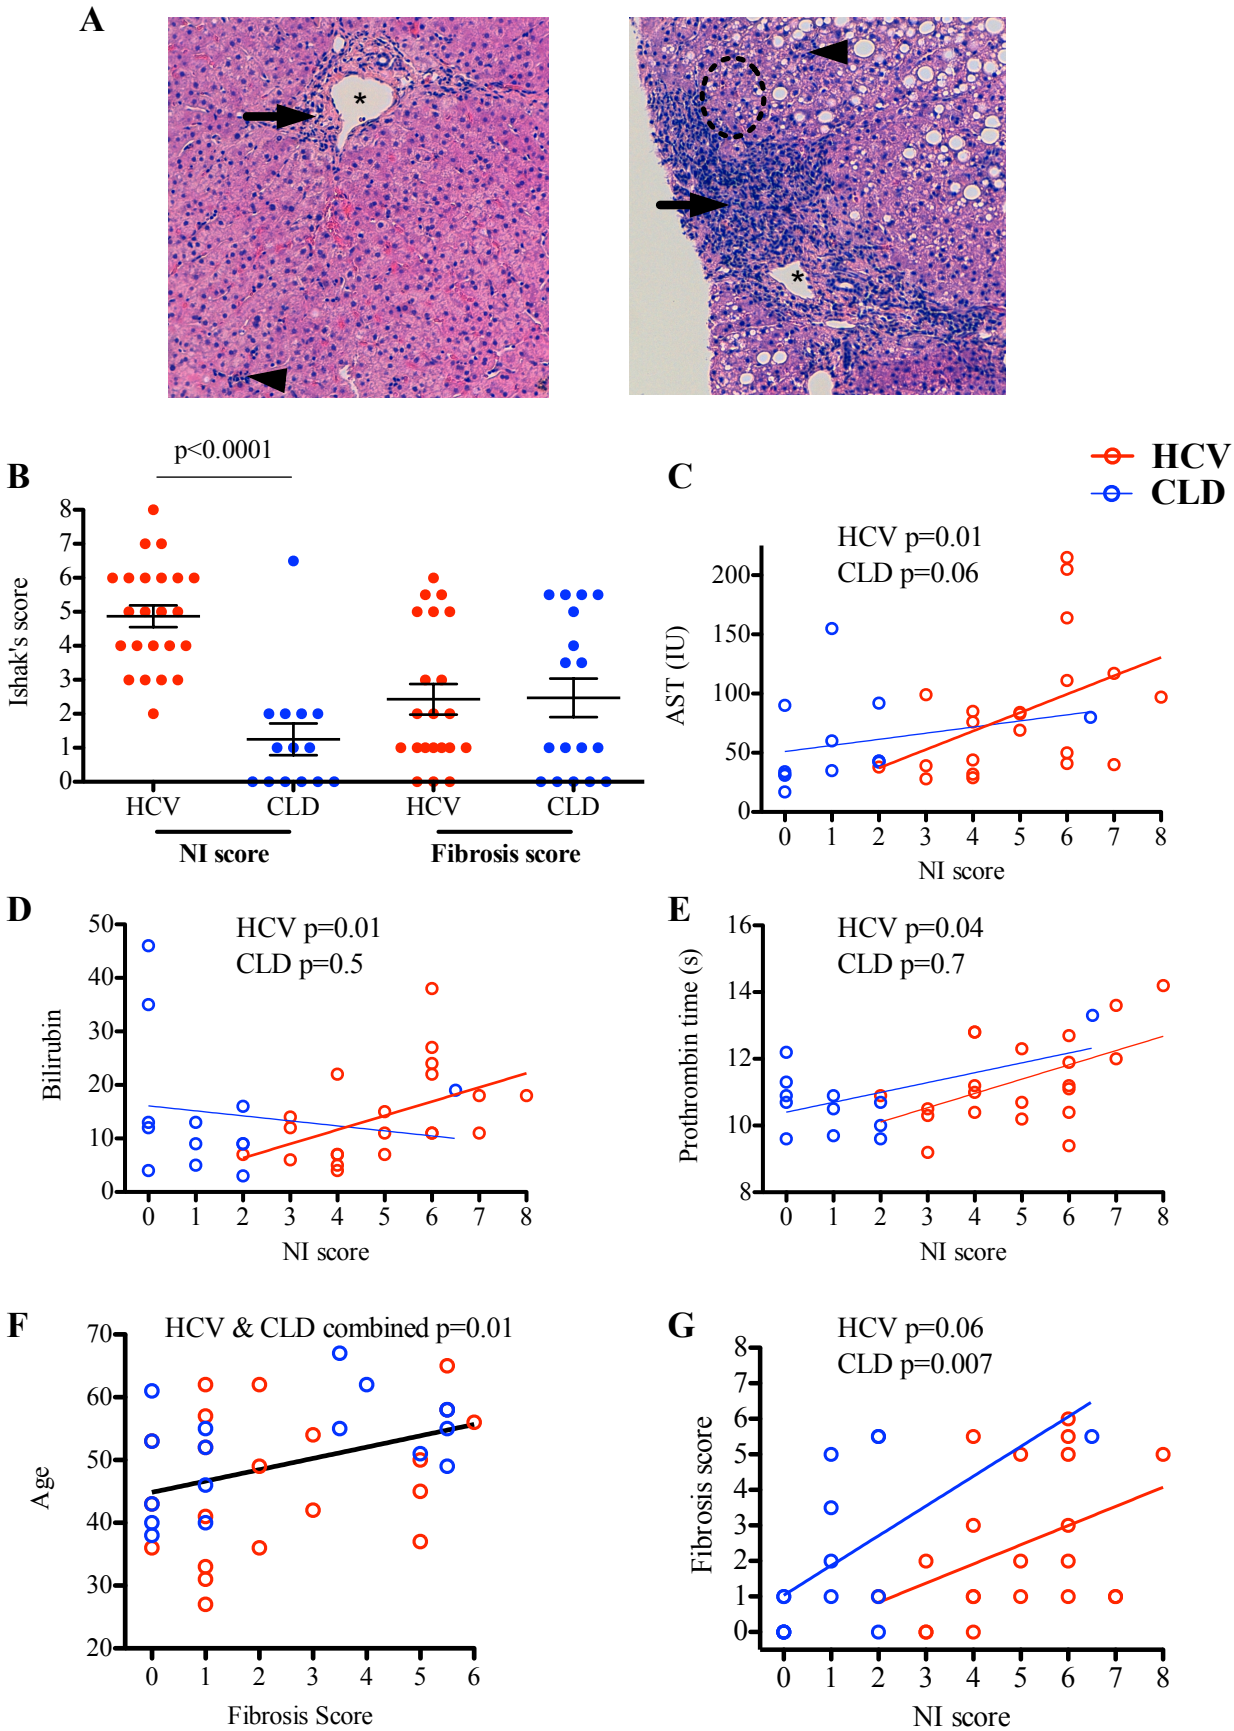 A
*
*
B
p<0.0001
Ishak's score
8
7
6
5
4
3
2
1
0
HCV
CLD
HCV
CLD
NI score
Fibrosis score
C
HCV
CLD
HCV p=0.01
CLD p=0.06
AST (IU)
200
150
100
50
0
0 1 2 3 4 5 6 7 8
NI score
D
HCV p=0.01
CLD p=0.5
Bilirubin
50
40
30
20
10
0
0 1 2 3 4 5 6 7 8
NI score
E
HCV p=0.04
CLD p=0.7
Prothrombin time (s)
16
14
12
10
8
0 1 2 3 4 5 6 7 8
NI score
F
HCV & CLD combined p=0.01
Age
70
60
50
40
30
20
0 1 2 3 4 5 6
Fibrosis Score
G
HCV p=0.06
CLD p=0.007
Fibrosis score
8
7
6
5
4
3
2
1
0
0 1 2 3 4 5 6 7 8
NI score